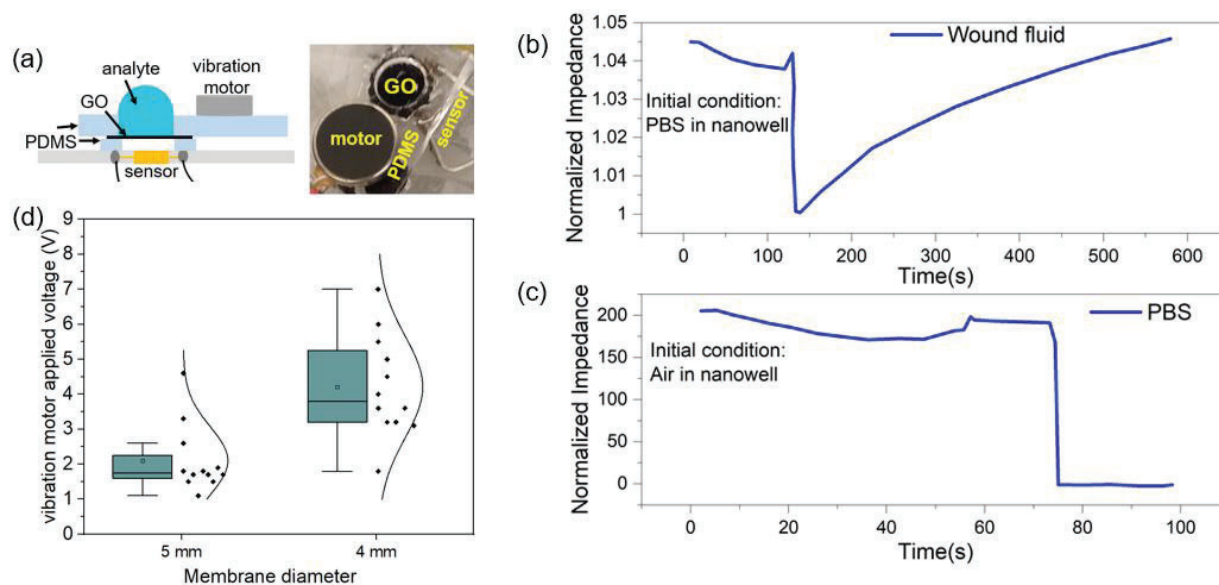 (a)
analyte
GO
vibration
motor
PDMS
sensor
GO
motor
PDMS
sensor
(b)
Normalized Impedance
1.05
1.04
1.03
1.02
1.01
1
Wound fluid
Initial condition:
PBS in nanowell
0 100 200 300 400 500 600
Time(s)
(c)
Normalized Impedance
200
150
100
50
0
PBS
Initial condition:
Air in nanowell
0 20 40 60 80 100
Time(s)
(d)
vibration motor applied voltage (V)
9
8
7
6
5
4
3
2
1
0
5 mm 4 mm
Membrane diameter